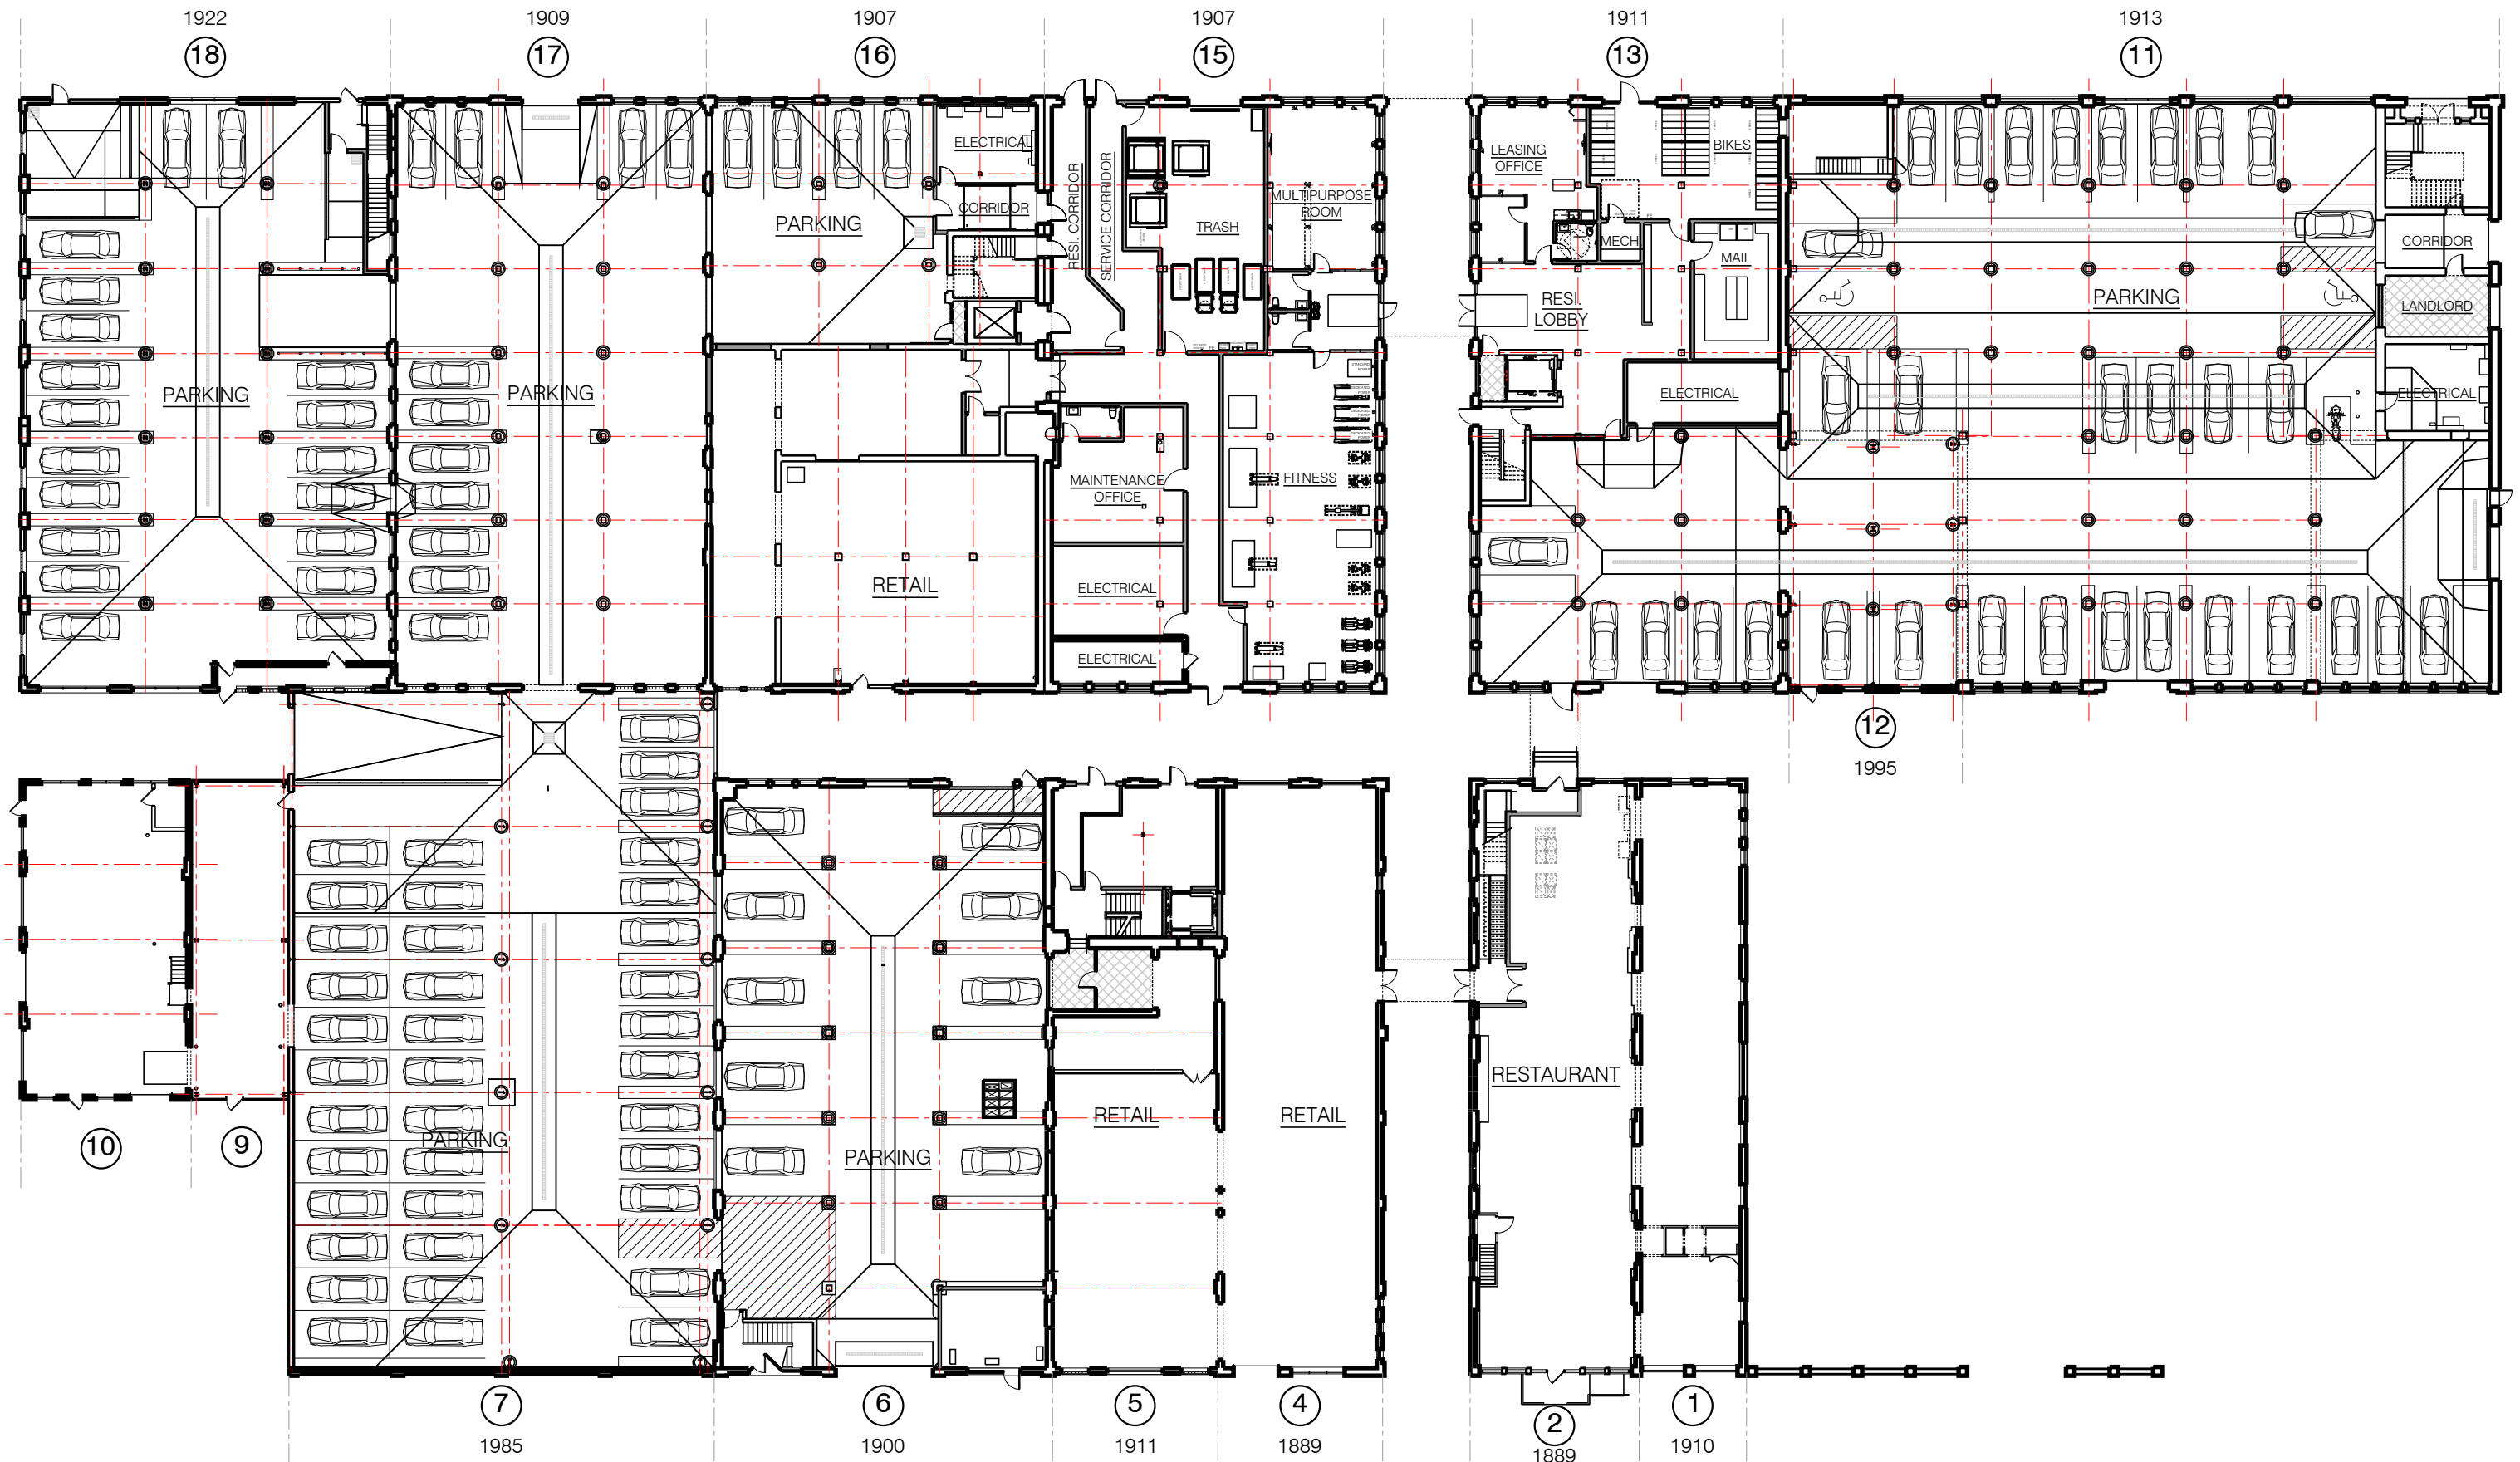 1922
1909
1907
1907
1911
1913
18
17
16
15
13
11
ELECTRICAL
CORRIDOR
PARKING
RESI. CORRIDOR
SERVICE CORRIDOR
TRASH
MULTIPURPOSE
ROOM
LEASING
OFFICE
BIKES
MECH
MAIL
RESI.
LOBBY
PARKING
CORRIDOR
LANDLORD
ELECTRICAL
ELECTRICAL
PARKING
PARKING
MAINTENANCE
OFFICE
FITNESS
RETAIL
ELECTRICAL
ELECTRICAL
12
1995
10
9
PARKING
PARKING
RETAIL
RETAIL
RESTAURANT
7
6
5
4
2
1
1985
1900
1911
1889
1889
1910